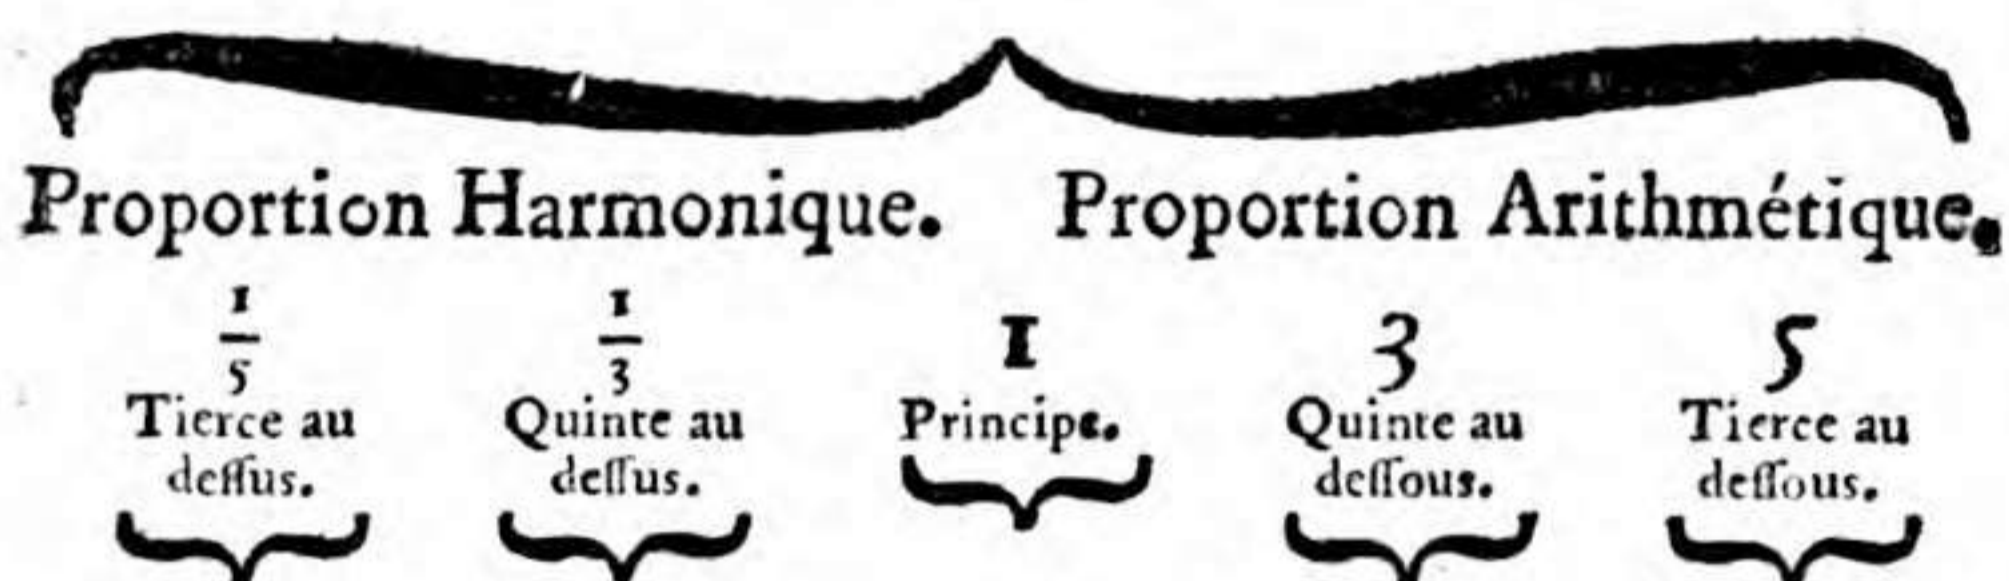 Proportion Harmonique. Proportion Arithmétique.
1/5 1/3 1 3 5
Tierce au Quinte au Principe. Quinte au Tierce au
deſſus. deſſus. deſſous. deſſous.